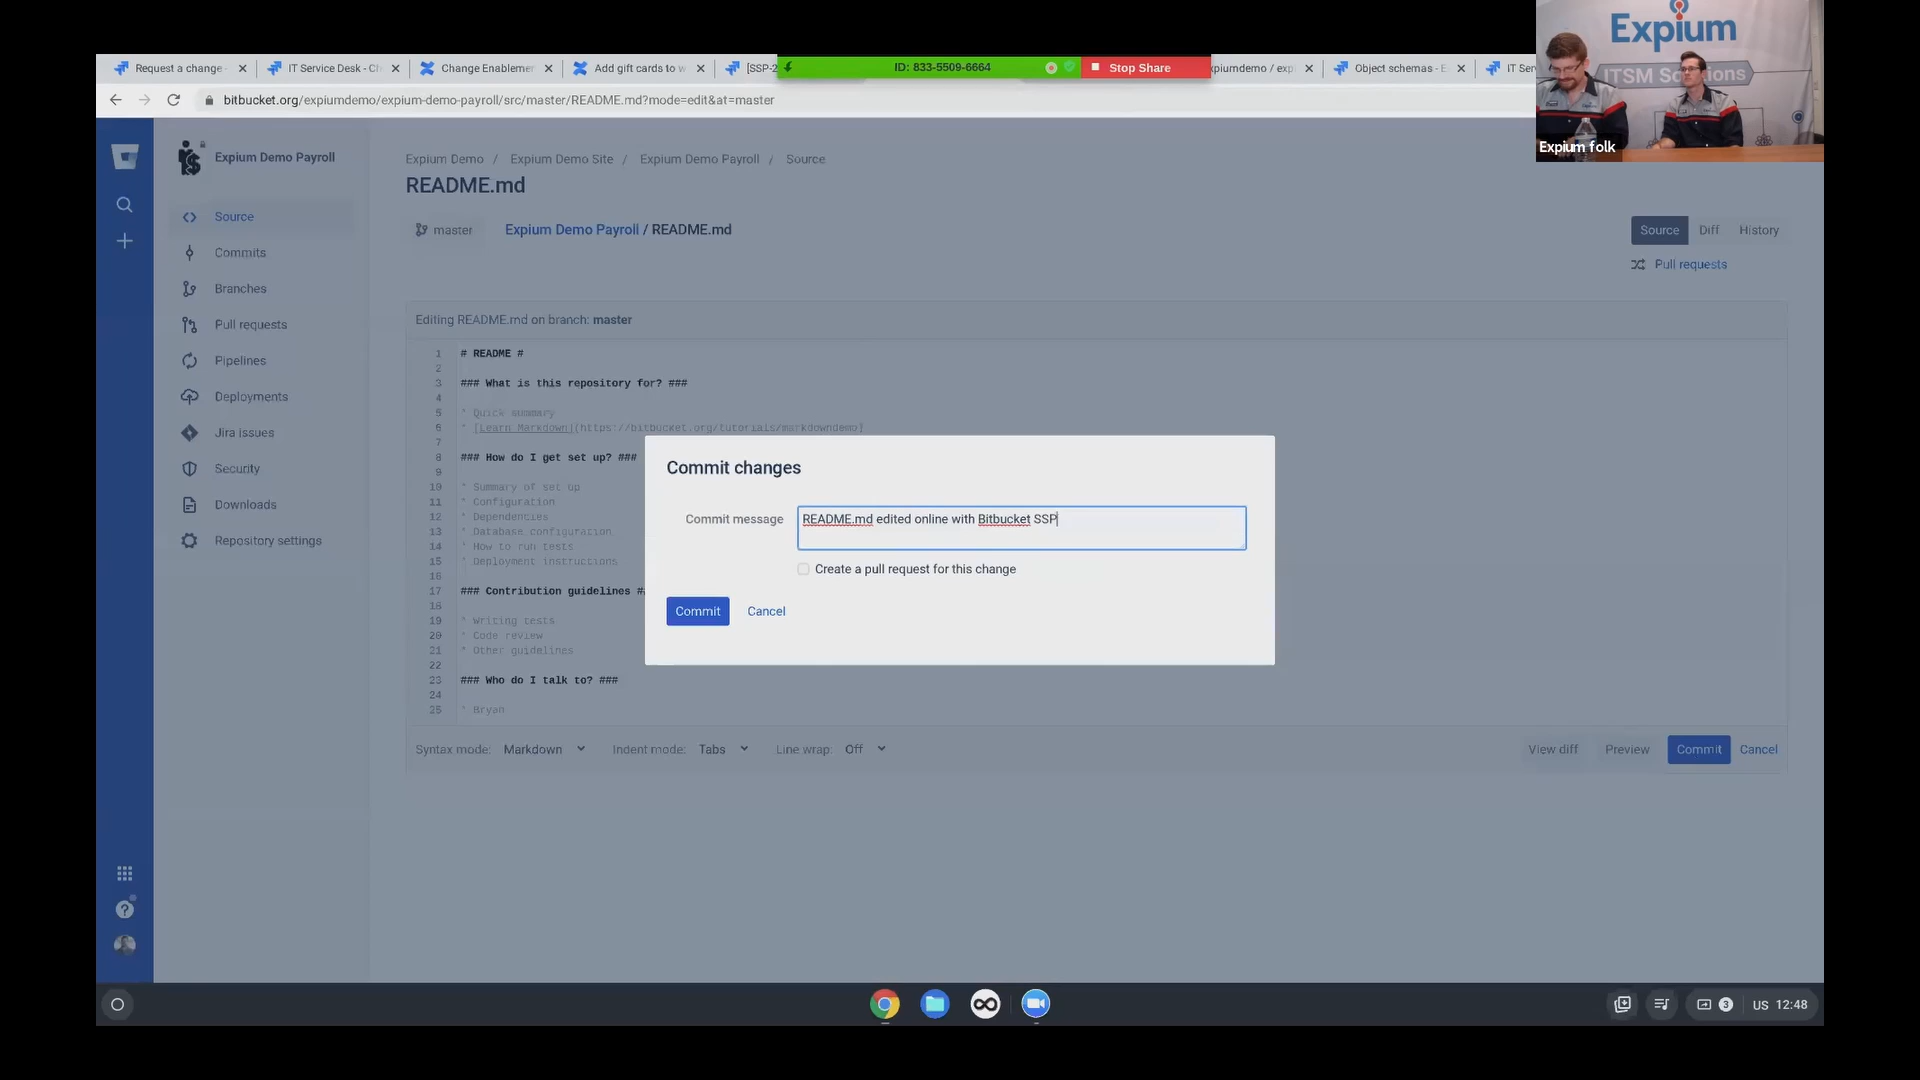 Request a change -
IT Service Desk - Ch
Change Enablemen
Add gift cards to w
[SSP-2
ID: 833-5509-6664
Stop Share
piumdemo / exp
Object schemas - E
IT Ser
bitbucket.org/expiumdemo/expium-demo-payroll/src/master/README.md?mode=edit&at=master
Expium
ITSM Solutions
Expium folk
Expium Demo Payroll
Source
Commits
Branches
Pull requests
Pipelines
Deployments
Jira issues
Security
Downloads
Repository settings
Expium Demo / Expium Demo Site / Expium Demo Payroll / Source
README.md
master
Expium Demo Payroll / README.md
Source Diff History
Pull requests
Editing README.md on branch: master
1 # README #
2
3 ### What is this repository for? ###
4
5 * Quick summary
6 * [Learn Markdown](https://bitbucket.org/tutorials/markdowndemo)
7
8 ### How do I get set up? ###
9
10 * Summary of set up
11 * Configuration
12 * Dependencies
13 * Database configuration
14 * How to run tests
15 * Deployment instructions
16
17 ### Contribution guidelines #
18
19 * Writing tests
20 * Code review
21 * Other guidelines
22
23 ### Who do I talk to? ###
24
25 * Bryan
Commit changes
Commit message
README.md edited online with Bitbucket SSP
Create a pull request for this change
Commit
Cancel
Syntax mode: Markdown
Indent mode: Tabs
Line wrap: Off
View diff
Preview
Commit
Cancel
3
US 12:48